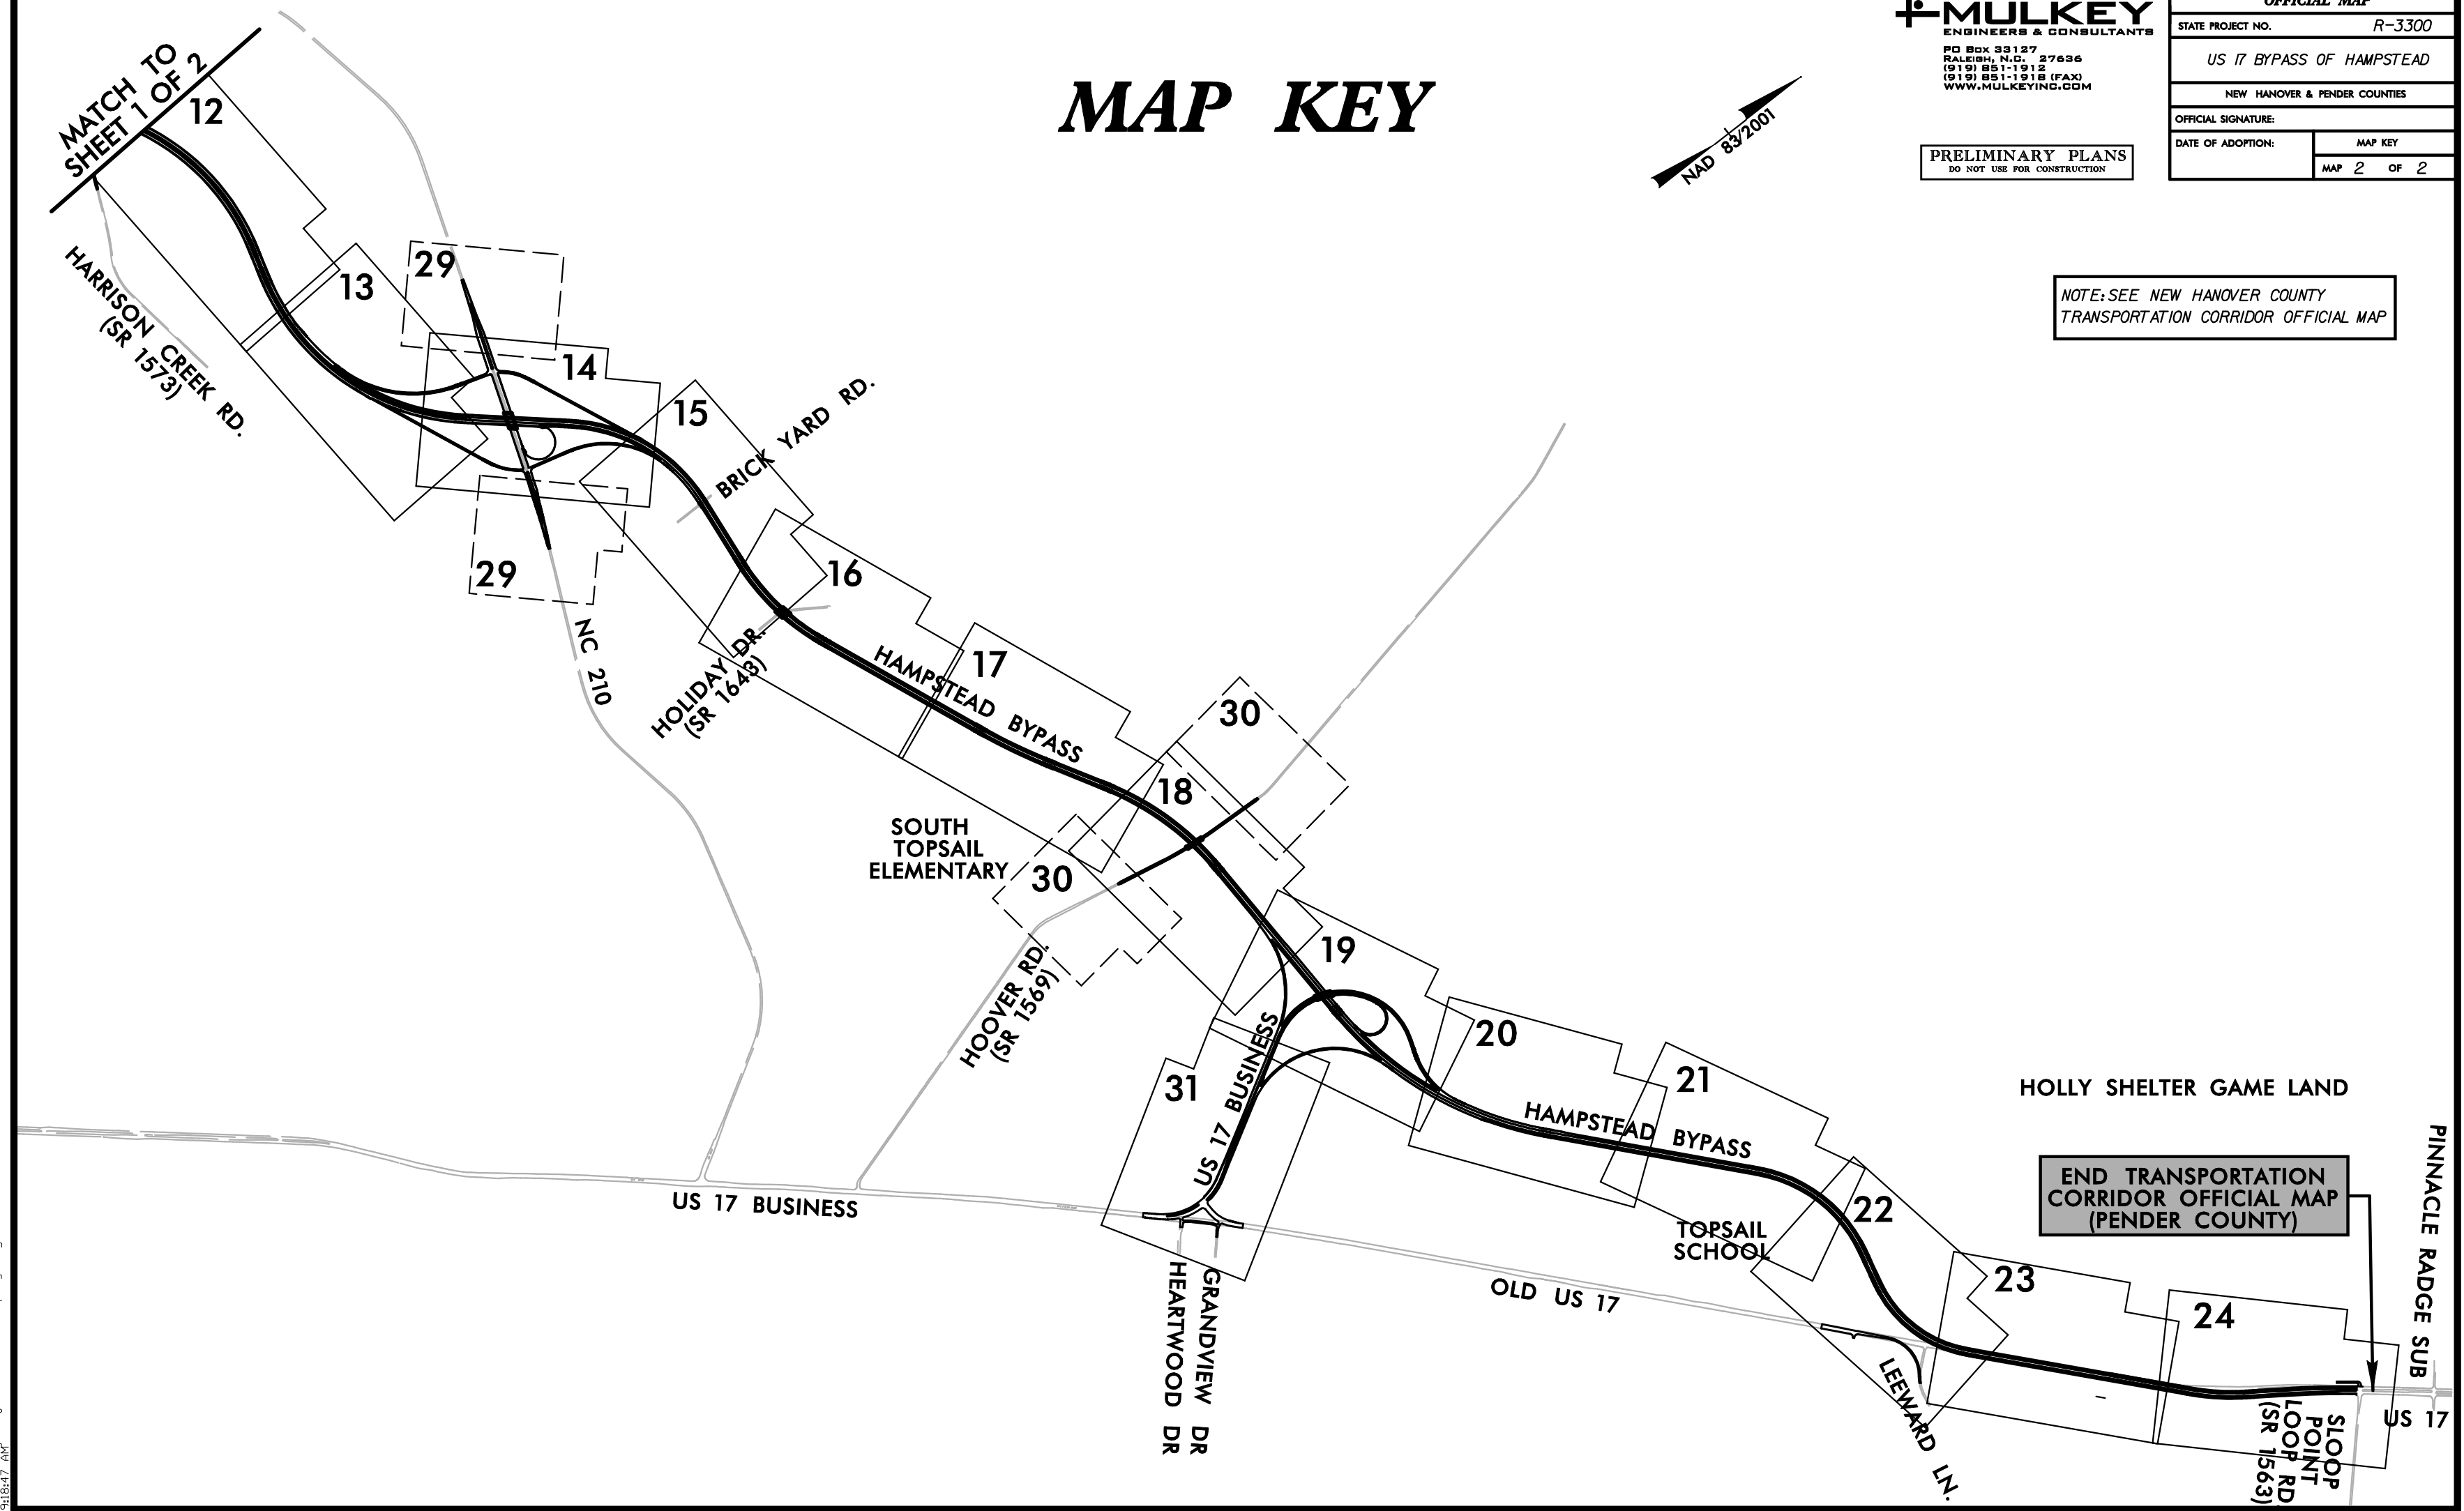 MULKEY
ENGINEERS & CONSULTANTS
PO Box 33127
RALEIGH, N.C. 27636
(919) 851-1912
(919) 851-1918 (FAX)
WWW.MULKEYINC.COM
OFFICIAL MAP
STATE PROJECT NO. R-3300
US 17 BYPASS OF HAMPSTEAD
NEW HANOVER & PENDER COUNTIES
OFFICIAL SIGNATURE:
DATE OF ADOPTION:
MAP KEY
MAP 2 OF 2
MAP KEY
NAD 83/2001
PRELIMINARY PLANS
DO NOT USE FOR CONSTRUCTION
NOTE: SEE NEW HANOVER COUNTY
TRANSPORTATION CORRIDOR OFFICIAL MAP
MATCH TO
SHEET 1 OF 2
12
HARRISON CREEK RD.
(SR 1573)
13
29
14
15
BRICK YARD RD.
29
16
NC 210
HOLIDAY DR.
(SR 1643)
HAMPSTEAD BYPASS
17
30
18
SOUTH
TOPSAIL
ELEMENTARY
30
HOOVER RD.
(SR 1569)
19
20
31
US 17 BUSINESS
21
HAMPSTEAD BYPASS
HOLLY SHELTER GAME LAND
END TRANSPORTATION
CORRIDOR OFFICIAL MAP
(PENDER COUNTY)
PINNACLE RADGE SUB
US 17 BUSINESS
22
TOPSAIL
SCHOOL
23
24
OLD US 17
HEARTWOOD DR
GRANDVIEW DR
LEEWARD LN.
SLOOP
POINT
LOOP RD
(SR 1563)
US 17
9:18:47 AM